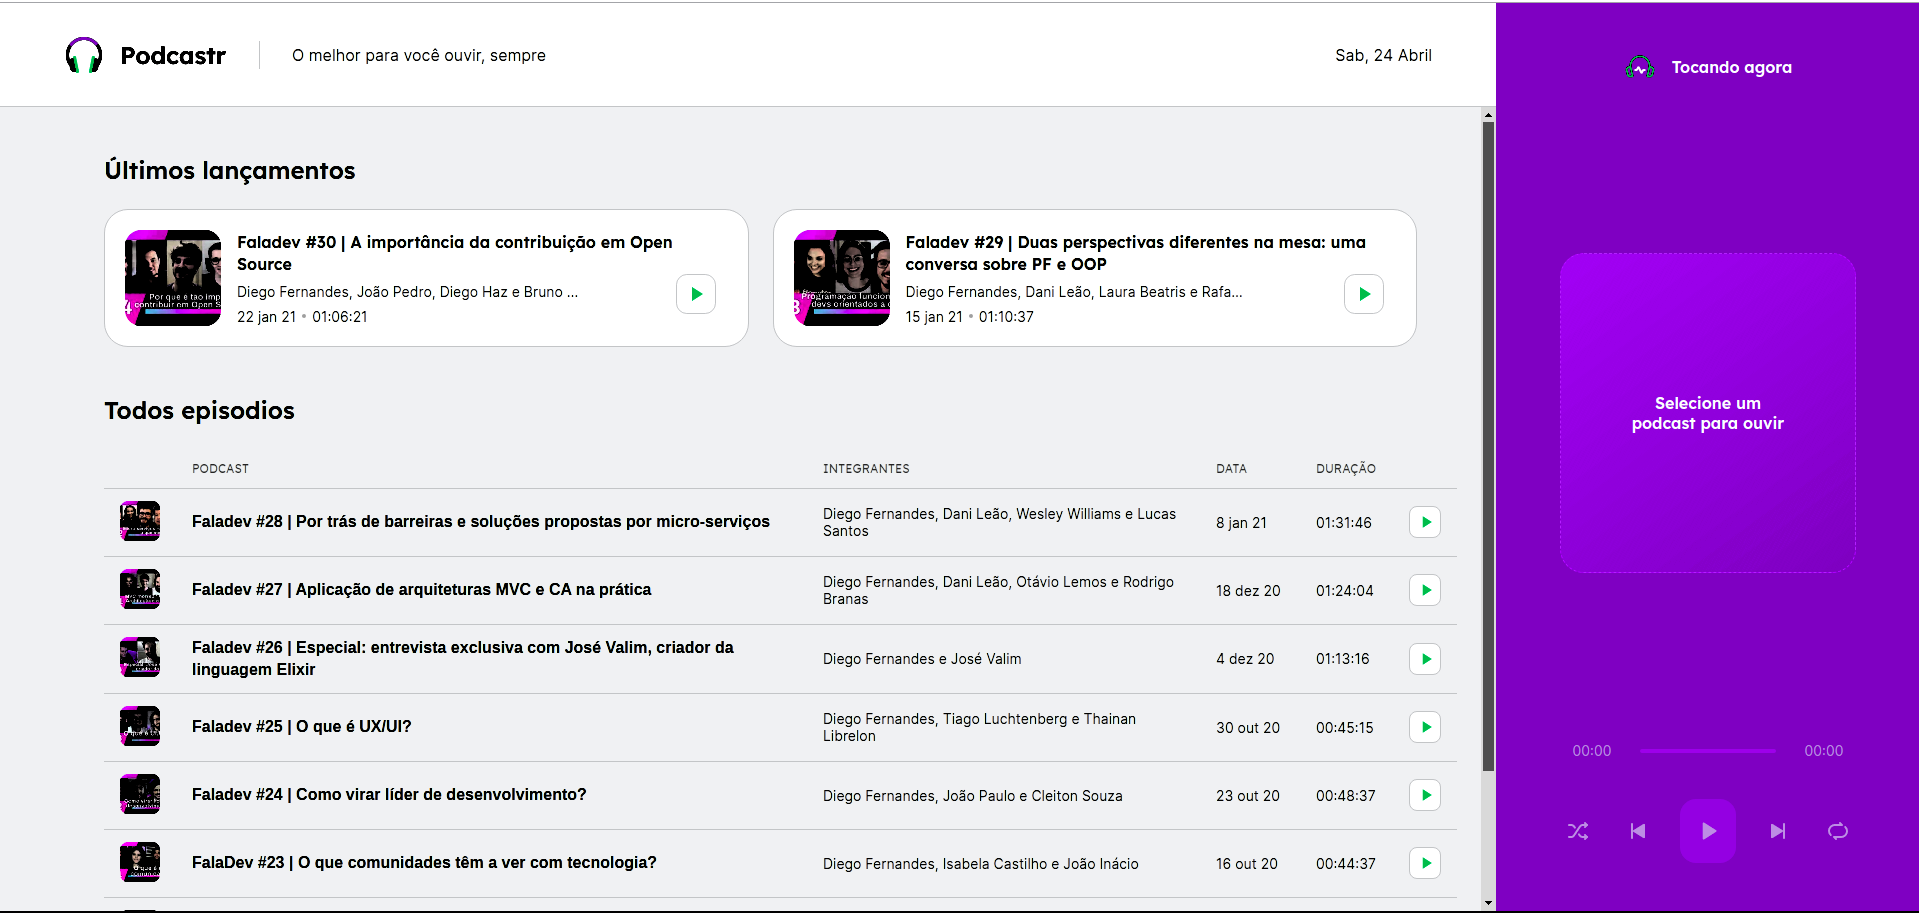 Podcastr
O melhor para você ouvir, sempre
Sab, 24 Abril
Últimos lançamentos
Faladev #30 | A importância da contribuição em Open
Source
Diego Fernandes, João Pedro, Diego Haz e Bruno ...
22 jan 21 • 01:06:21
Faladev #29 | Duas perspectivas diferentes na mesa: uma
conversa sobre PF e OOP
Diego Fernandes, Dani Leão, Laura Beatris e Rafa...
15 jan 21 • 01:10:37
Todos episodios
PODCAST INTEGRANTES DATA DURAÇÃO
Faladev #28 | Por trás de barreiras e soluções propostas por micro-serviços
Diego Fernandes, Dani Leão, Wesley Williams e Lucas
Santos
8 jan 21
01:31:46
Faladev #27 | Aplicação de arquiteturas MVC e CA na prática
Diego Fernandes, Dani Leão, Otávio Lemos e Rodrigo
Branas
18 dez 20
01:24:04
Faladev #26 | Especial: entrevista exclusiva com José Valim, criador da
linguagem Elixir
Diego Fernandes e José Valim
4 dez 20
01:13:16
Faladev #25 | O que é UX/UI?
Diego Fernandes, Tiago Luchtenberg e Thainan
Librelon
30 out 20
00:45:15
Faladev #24 | Como virar líder de desenvolvimento?
Diego Fernandes, João Paulo e Cleiton Souza
23 out 20
00:48:37
FalaDev #23 | O que comunidades têm a ver com tecnologia?
Diego Fernandes, Isabela Castilho e João Inácio
16 out 20
00:44:37
Tocando agora
Selecione um
podcast para ouvir
00:00
00:00